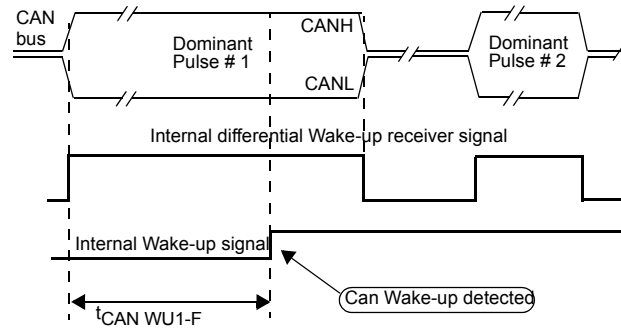 CAN
bus
CANH
Dominant
Pulse # 1
Dominant
Pulse # 2
CANL
Internal differential Wake-up receiver signal
Internal Wake-up signal
Can Wake-up detected
tCAN WU1-F